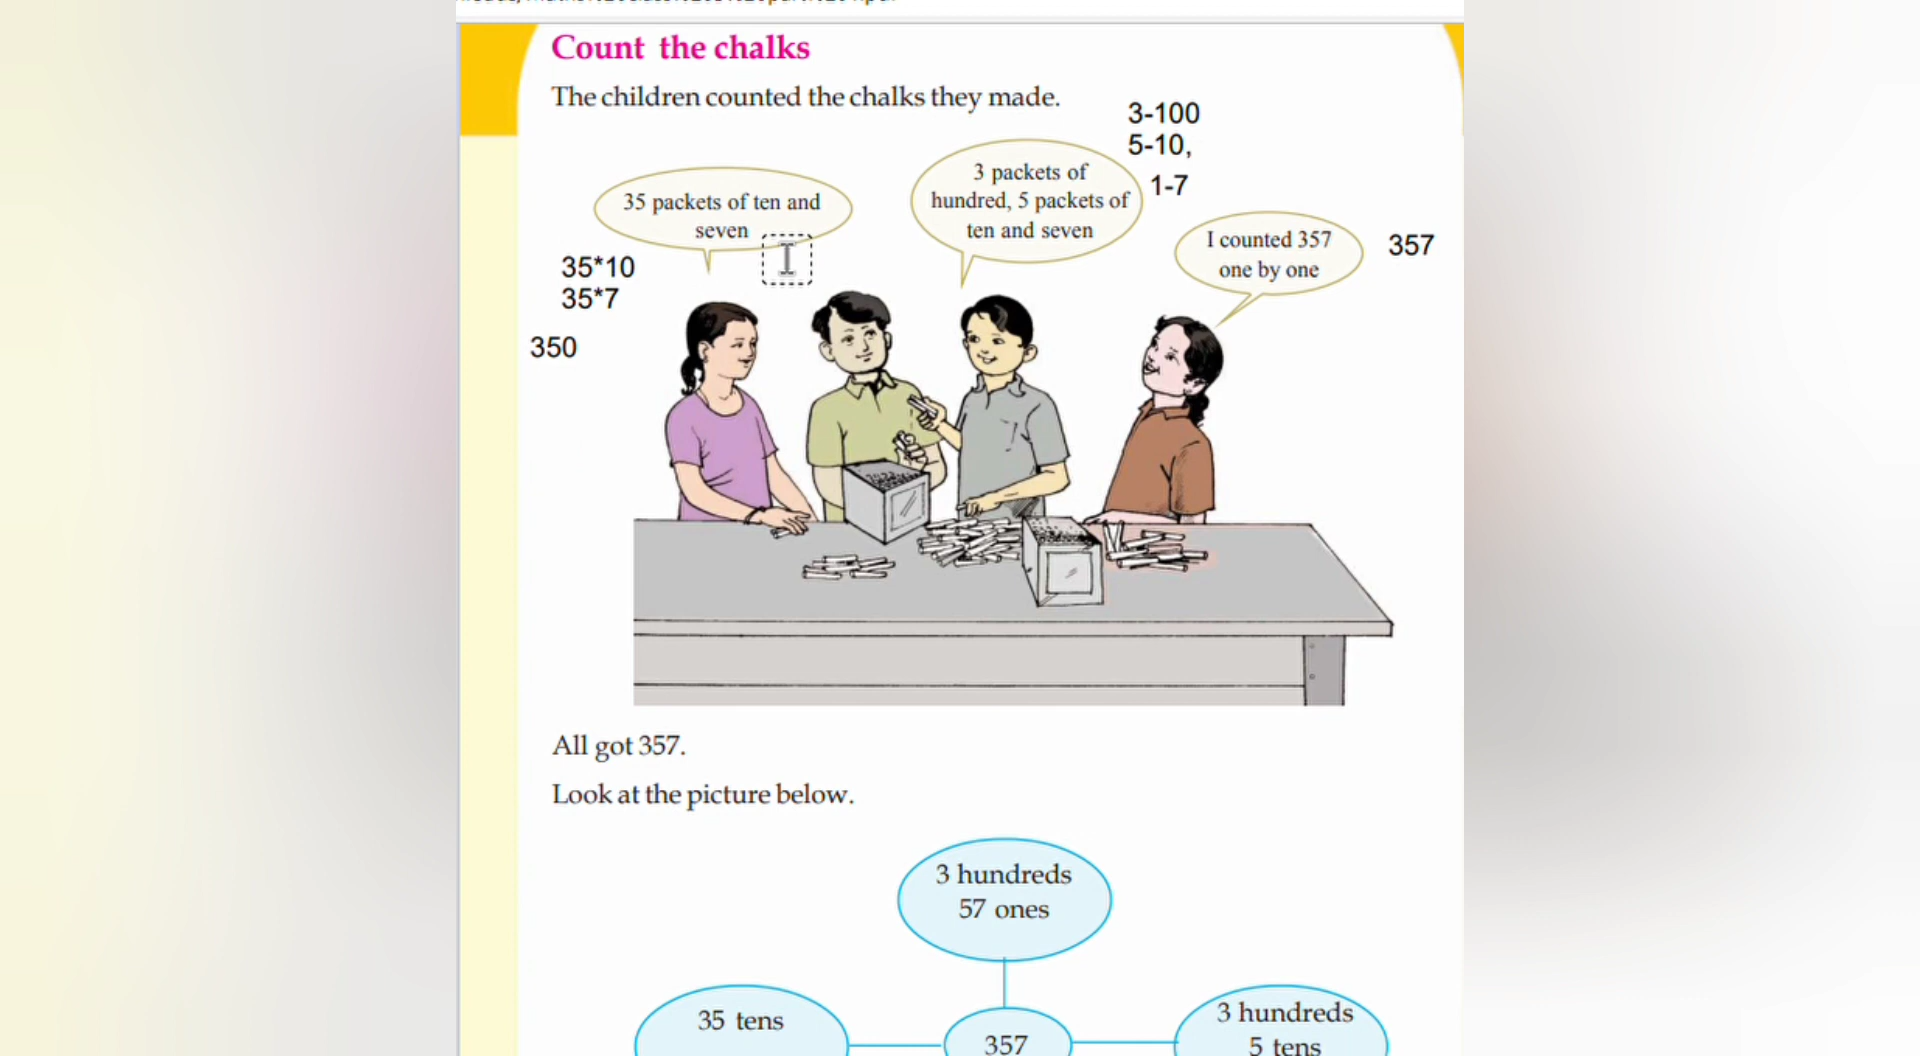 Count the chalks
The children counted the chalks they made.
3-100
5-10,
1-7
35 packets of ten and
seven
3 packets of
hundred, 5 packets of
ten and seven
I counted 357
one by one
357
35*10
35*7
350
All got 357.
Look at the picture below.
3 hundreds
57 ones
35 tens
357
3 hundreds
5 tens